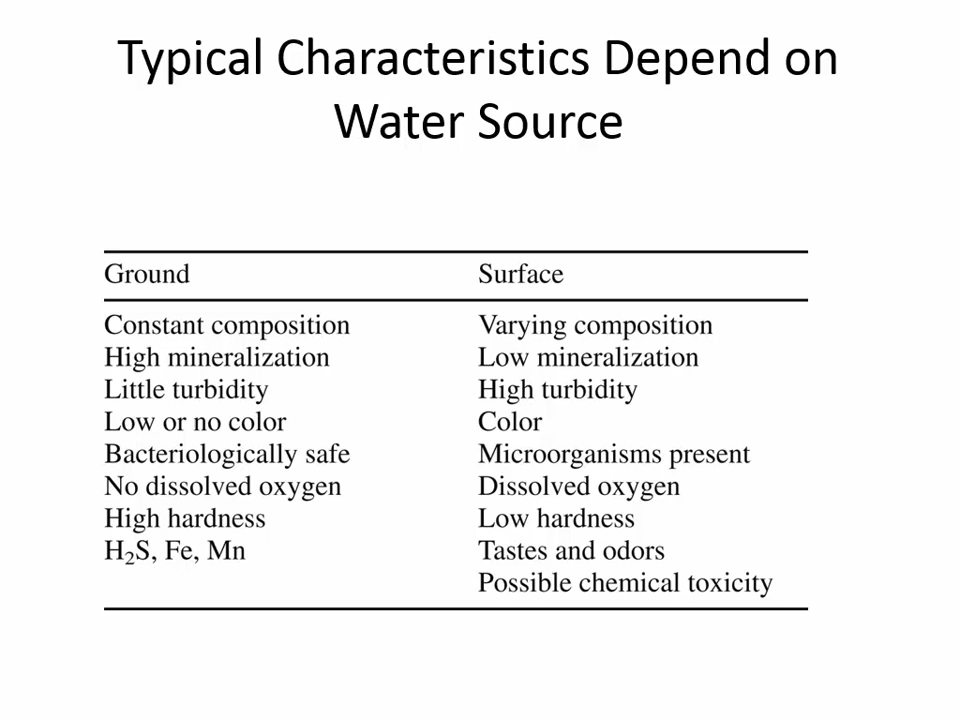 Typical Characteristics Depend on
Water Source
Ground Surface
Constant composition Varying composition
High mineralization Low mineralization
Little turbidity High turbidity
Low or no color Color
Bacteriologically safe Microorganisms present
No dissolved oxygen Dissolved oxygen
High hardness Low hardness
H₂S, Fe, Mn Tastes and odors
Possible chemical toxicity